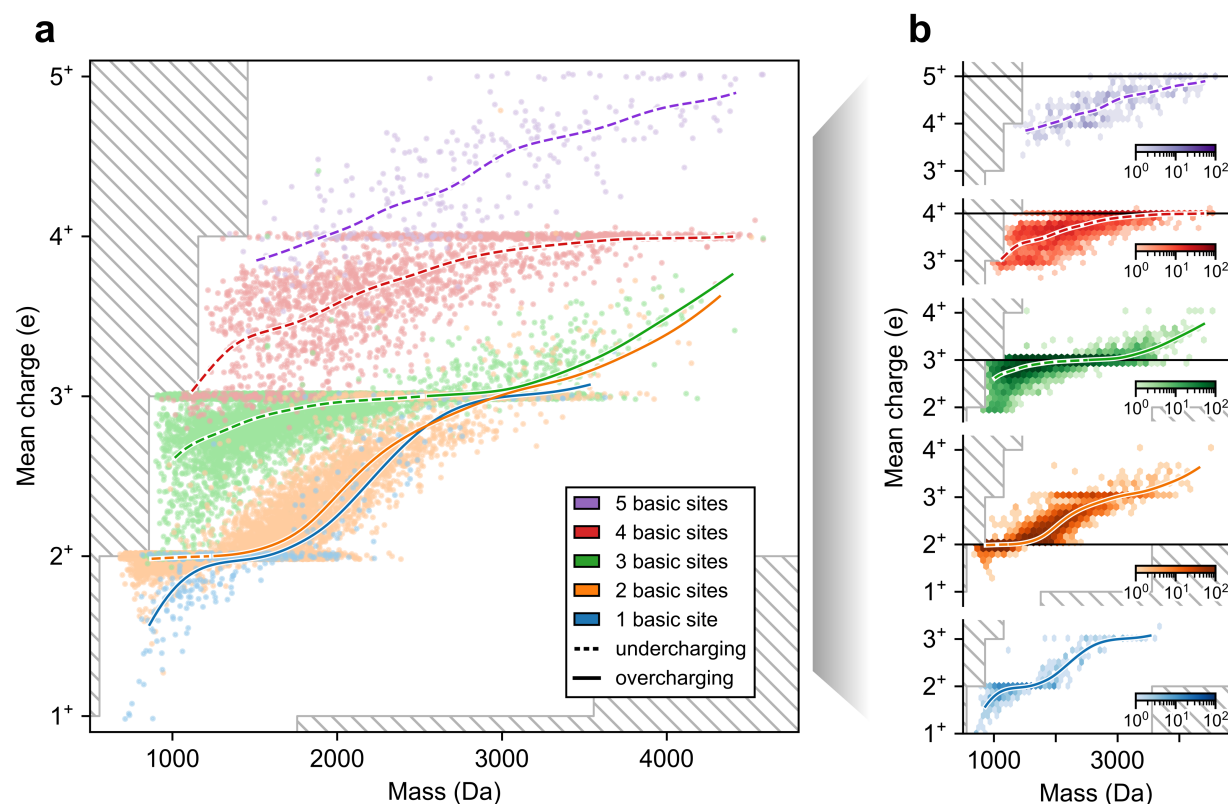 a
5⁺
4⁺
3⁺
2⁺
1⁺
Mean charge (e)
1000 2000 3000 4000
Mass (Da)
5 basic sites
4 basic sites
3 basic sites
2 basic sites
1 basic site
undercharging
overcharging
b
5⁺
4⁺
3⁺
10⁰ 10¹ 10²
4⁺
3⁺
10⁰ 10¹ 10²
4⁺
3⁺
2⁺
10⁰ 10¹ 10²
4⁺
3⁺
2⁺
1⁺
10⁰ 10¹ 10²
3⁺
2⁺
1⁺
10⁰ 10¹ 10²
Mean charge (e)
1000 3000
Mass (Da)